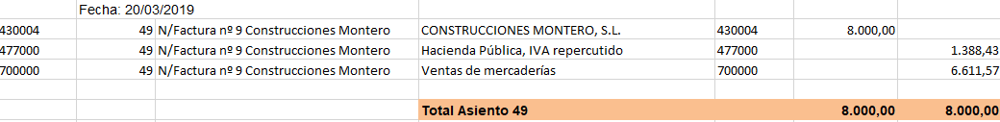 Fecha: 20/03/2019
430004 49 N/Factura nº 9 Construcciones Montero CONSTRUCCIONES MONTERO, S.L. 430004 8.000,00
477000 49 N/Factura nº 9 Construcciones Montero Hacienda Pública, IVA repercutido 477000 1.388,43
700000 49 N/Factura nº 9 Construcciones Montero Ventas de mercaderías 700000 6.611,57
Total Asiento 49 8.000,00 8.000,00